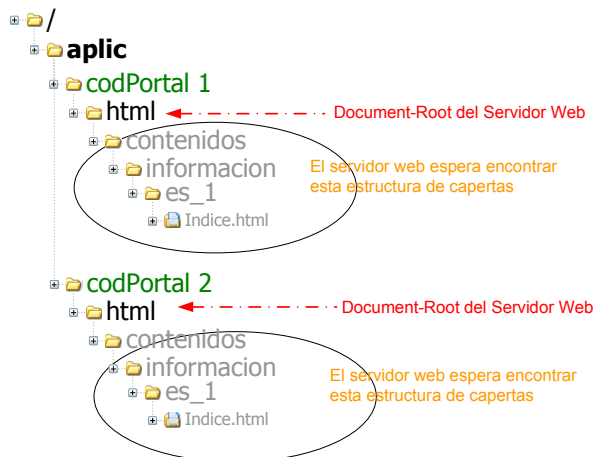 /
aplic
codPortal 1
html Document-Root del Servidor Web
contenidos
informacion El servidor web espera encontrar
es_1 esta estructura de capertas
Indice.html
codPortal 2
html Document-Root del Servidor Web
contenidos
informacion El servidor web espera encontrar
es_1 esta estructura de capertas
Indice.html